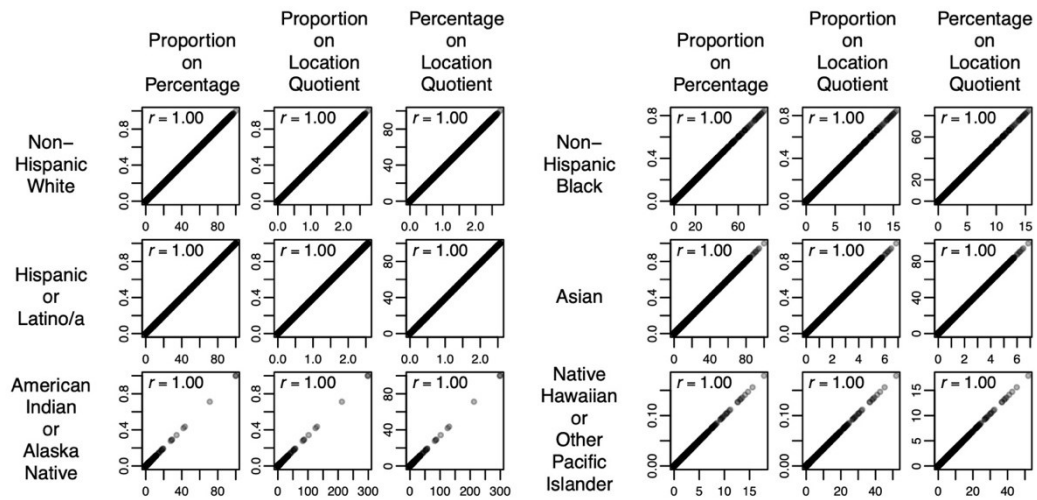 Proportion
on
Percentage
Proportion
on
Location
Quotient
Percentage
on
Location
Quotient
Proportion
on
Percentage
Proportion
on
Location
Quotient
Percentage
on
Location
Quotient
Non−
Hispanic
White
r = 1.00
0.0 0.4 0.8
0 40 80
r = 1.00
0.0 0.4 0.8
0.0 1.0 2.0
r = 1.00
0 40 80
0.0 1.0 2.0
Non−
Hispanic
Black
r = 1.00
0.0 0.4 0.8
0 20 60
r = 1.00
0.0 0.4 0.8
0 5 10 15
r = 1.00
0 40 80
0 5 10 15
Hispanic
or
Latino/a
r = 1.00
0.0 0.4 0.8
0 40 80
r = 1.00
0.0 0.4 0.8
0.0 1.0 2.0
r = 1.00
0 40 80
0.0 1.0 2.0
Asian
r = 1.00
0.0 0.4 0.8
0 40 80
r = 1.00
0.0 0.4 0.8
0 2 4 6
r = 1.00
0 40 80
0 2 4 6
American
Indian
or
Alaska
Native
r = 1.00
0.0 0.4 0.8
0 40 80
r = 1.00
0.0 0.4 0.8
0 100 200 300
r = 1.00
0 40 80
0 100 200 300
Native
Hawaiian
or
Other
Pacific
Islander
r = 1.00
0.00 0.10
0 5 10 15
r = 1.00
0.00 0.10
0 20 40
r = 1.00
0 5 10 15
0 20 40